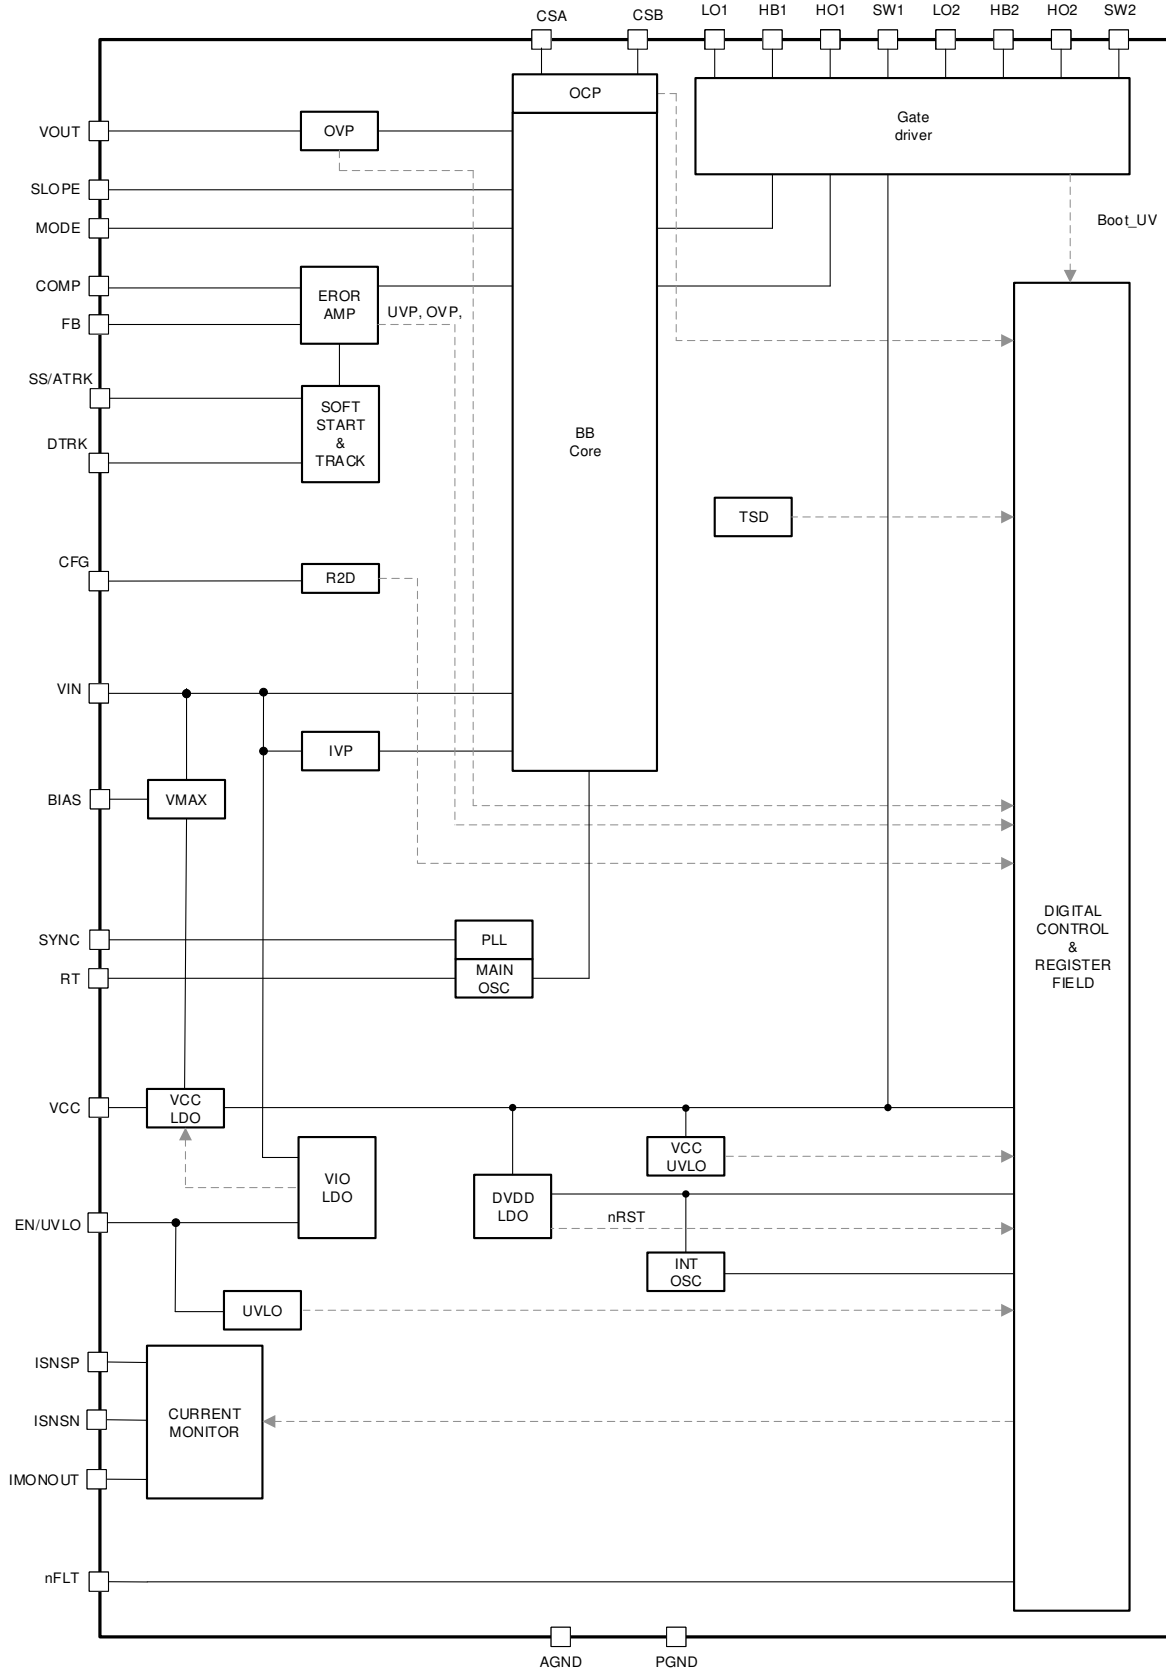 CSA
CSB
LO1
HB1
HO1
SW1
LO2
HB2
HO2
SW2
OCP
Gate
driver
VOUT
OVP
SLOPE
MODE
Boot_UV
COMP
EROR
AMP
UVP, OVP,
FB
SS/ATRK
SOFT
START
&
TRACK
DTRK
BB
Core
TSD
CFG
R2D
VIN
IVP
BIAS
VMAX
SYNC
PLL
RT
MAIN
OSC
DIGITAL
CONTROL
&
REGISTER
FIELD
VCC
VCC
LDO
VCC
UVLO
VIO
LDO
DVDD
LDO
nRST
EN/UVLO
INT
OSC
UVLO
ISNSP
ISNSN
CURRENT
MONITOR
IMONOUT
nFLT
AGND
PGND